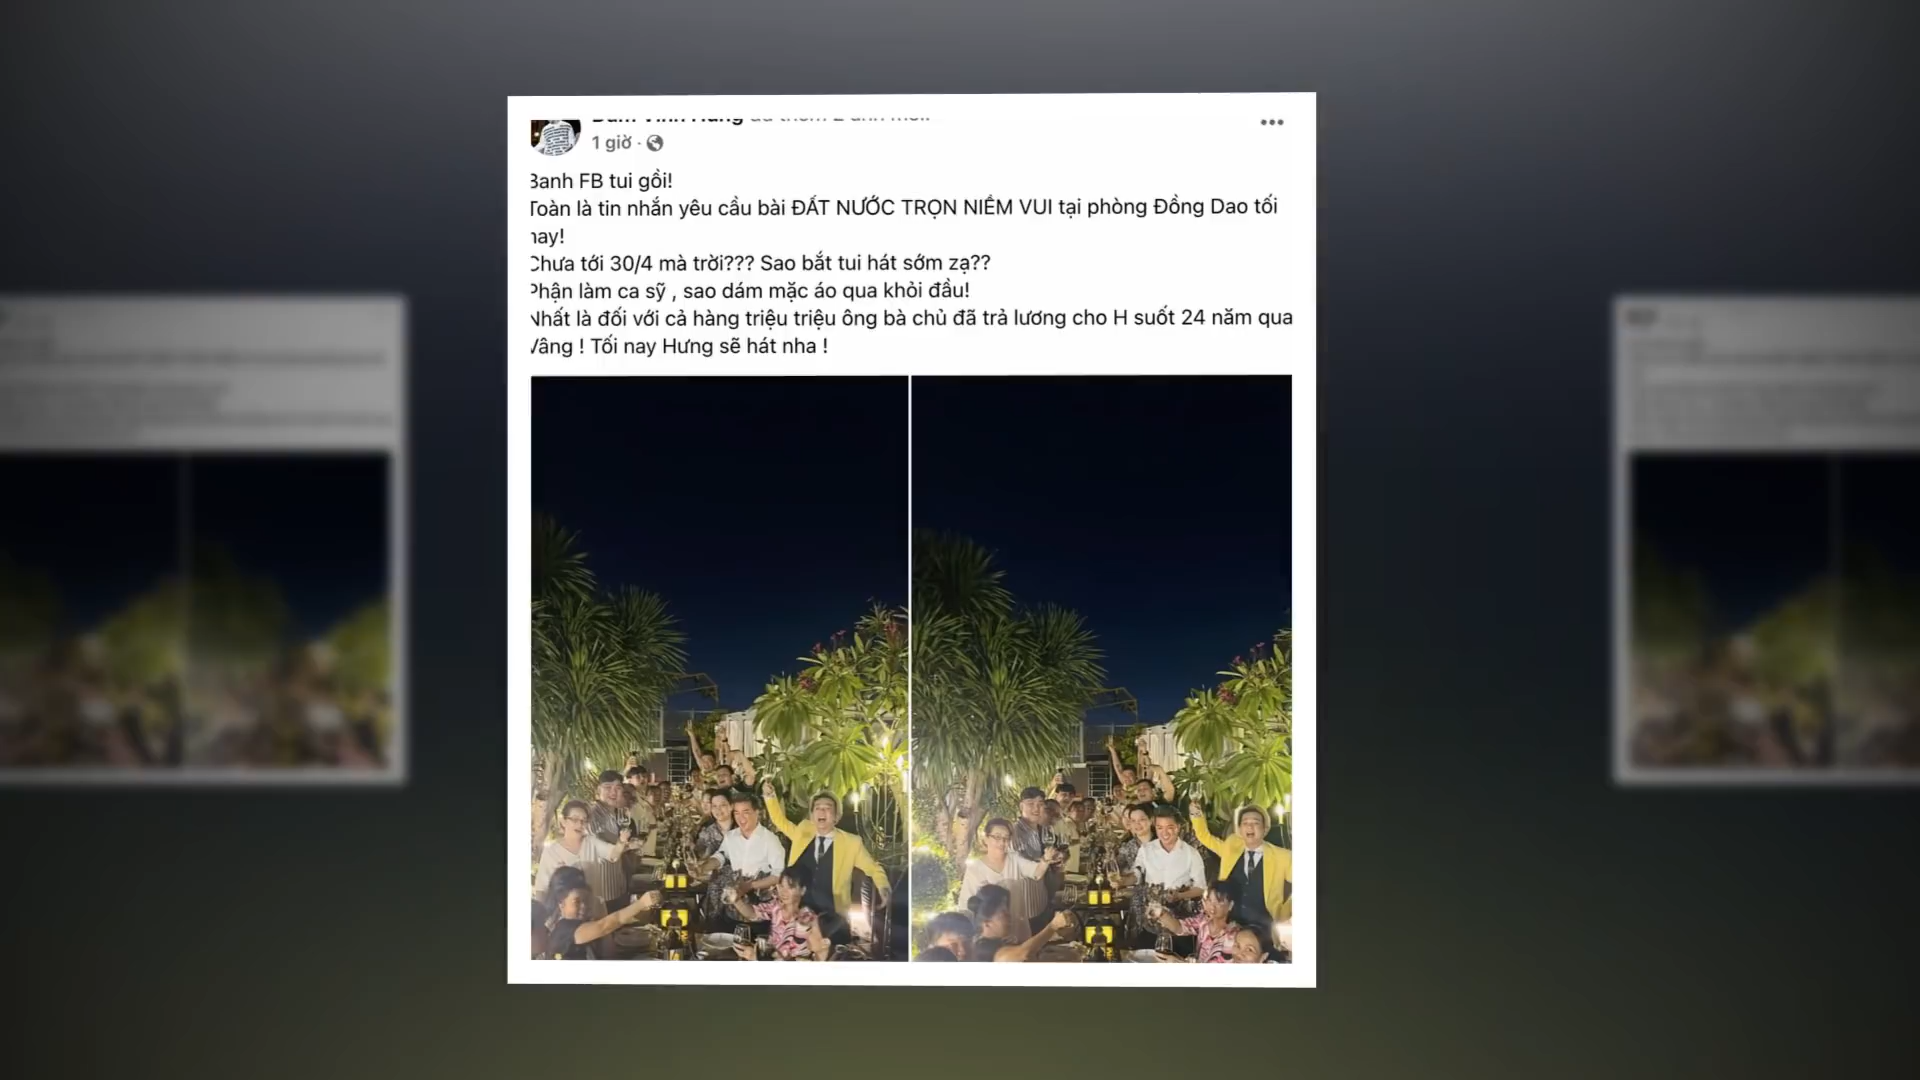 1 giờ ·
Banh FB tui gồi!
Toàn là tin nhắn yêu cầu bài ĐẤT NƯỚC TRỌN NIỀM VUI tại phòng Đồng Dao tối
nay!
Chưa tới 30/4 mà trời??? Sao bắt tui hát sớm zạ??
Phận làm ca sỹ , sao dám mặc áo qua khỏi đầu!
Nhất là đối với cả hàng triệu triệu ông bà chủ đã trả lương cho H suốt 24 năm qua
Vâng ! Tối nay Hưng sẽ hát nha !